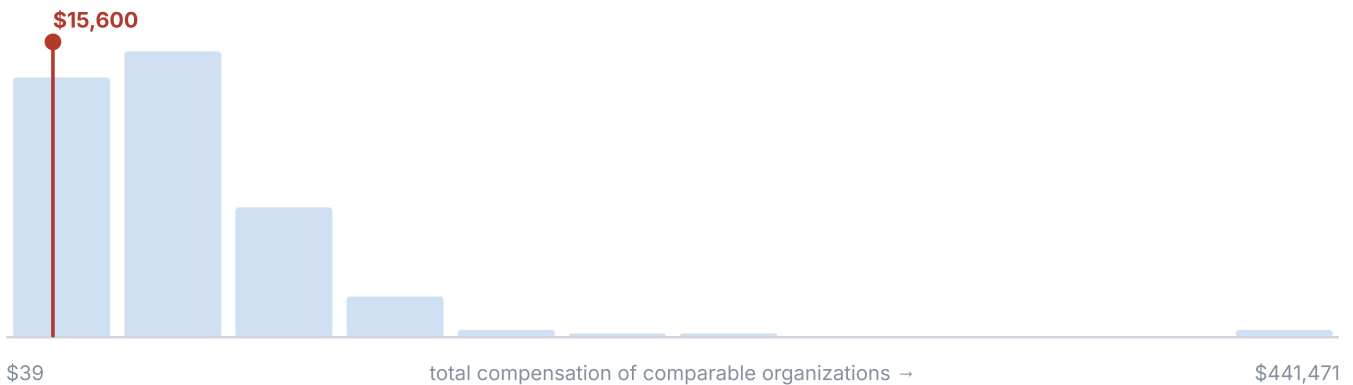 $15,600
$39 total compensation of comparable organizations → $441,471